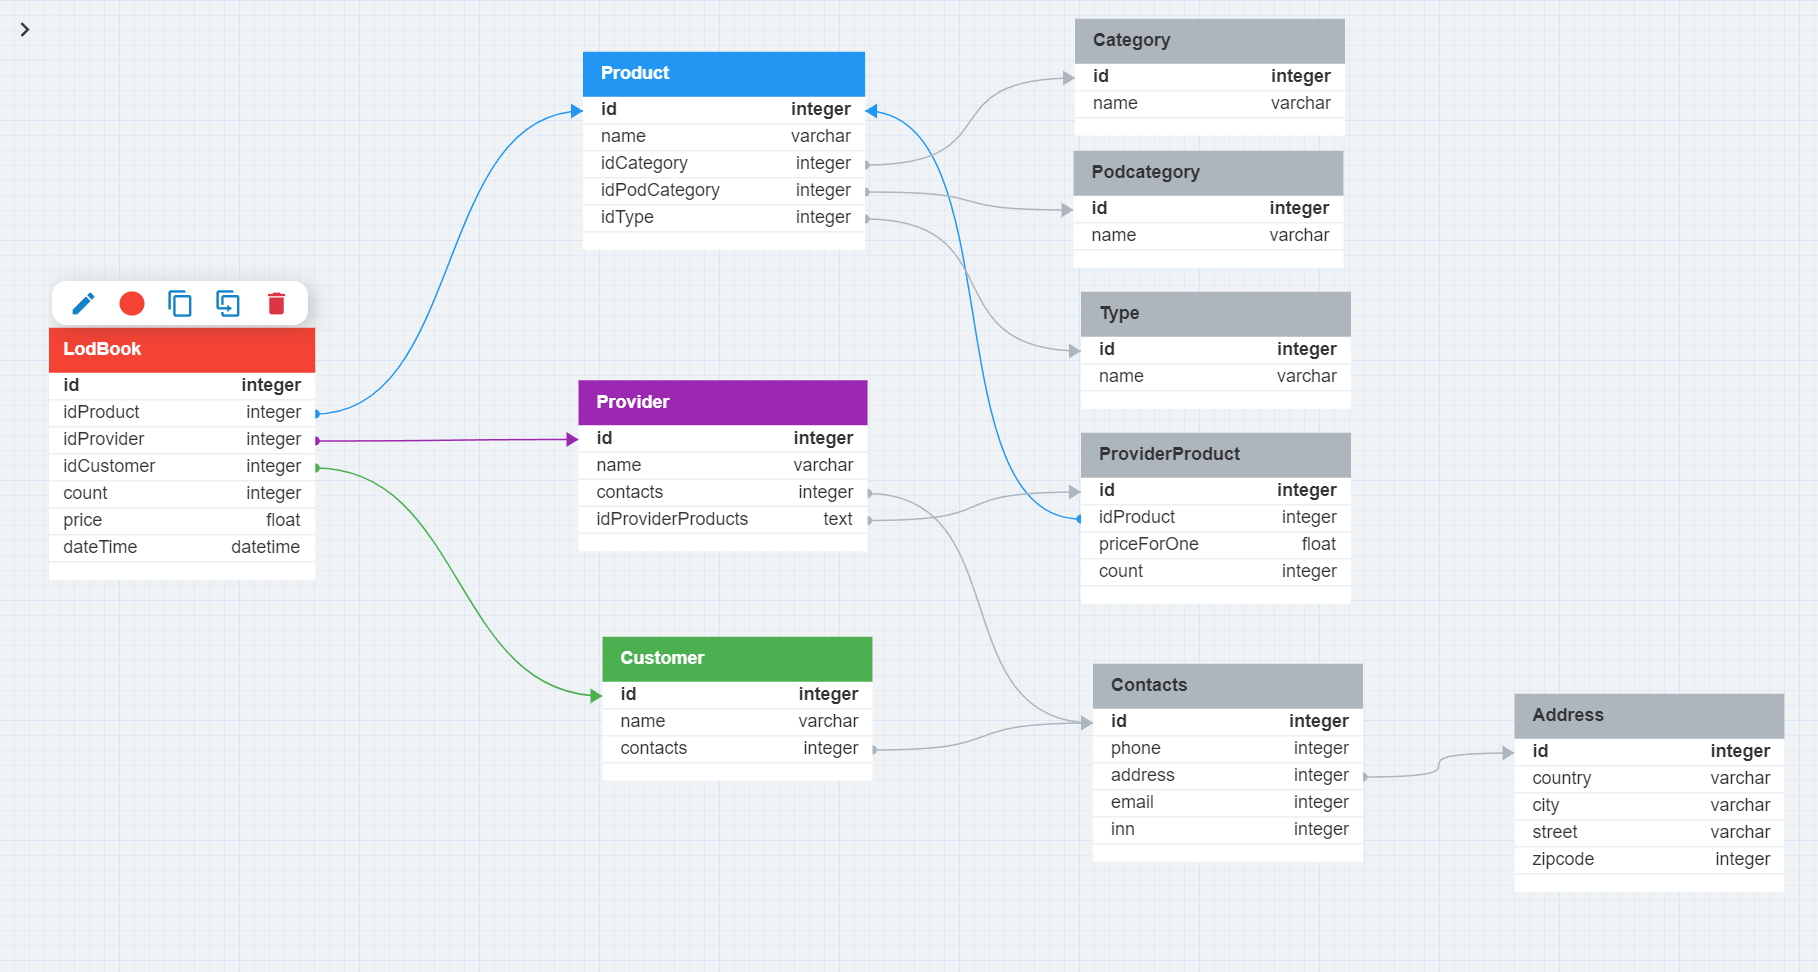 LodBook
id integer
idProduct integer
idProvider integer
idCustomer integer
count integer
price float
dateTime datetime
Product
id integer
name varchar
idCategory integer
idPodCategory integer
idType integer
Provider
id integer
name varchar
contacts integer
idProviderProducts text
Customer
id integer
name varchar
contacts integer
Category
id integer
name varchar
Podcategory
id integer
name varchar
Type
id integer
name varchar
ProviderProduct
id integer
idProduct integer
priceForOne float
count integer
Contacts
id integer
phone integer
address integer
email integer
inn integer
Address
id integer
country varchar
city varchar
street varchar
zipcode integer